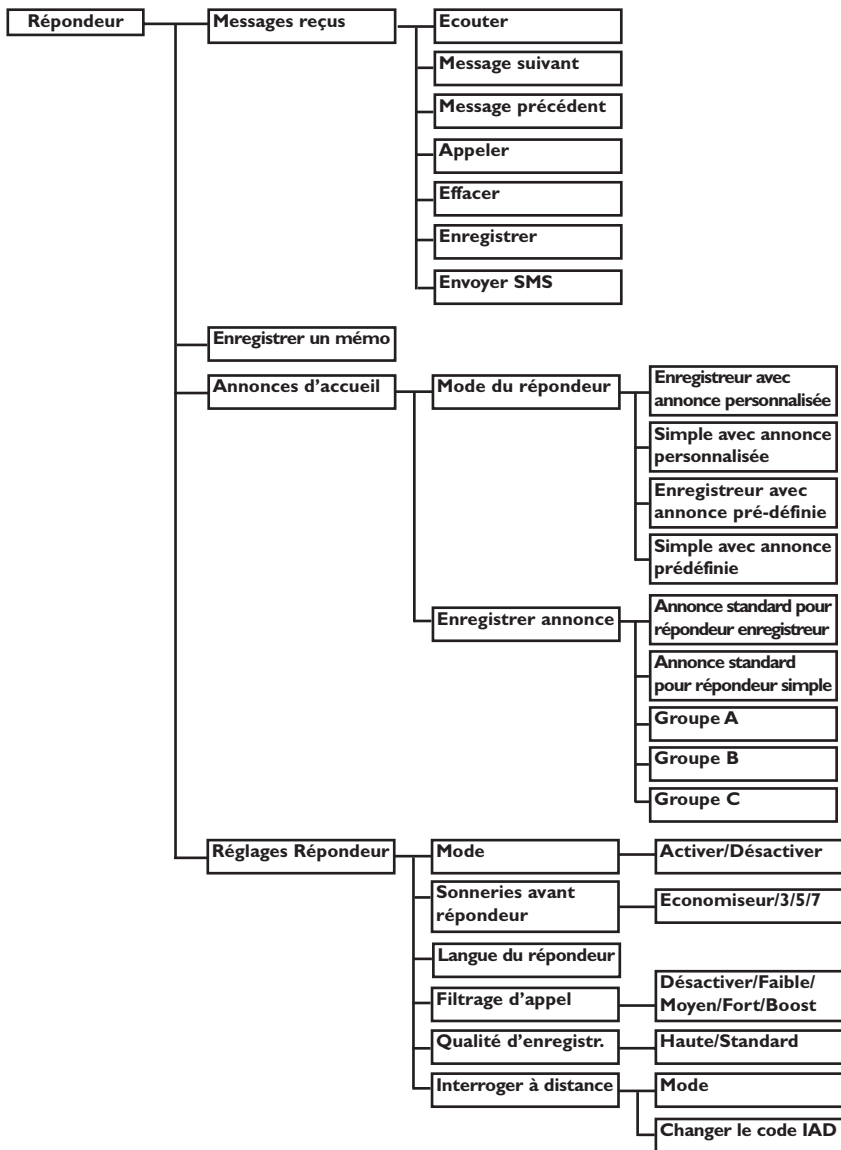 Répondeur
Messages reçus
Ecouter
Message suivant
Message précédent
Appeler
Effacer
Enregistrer
Envoyer SMS
Enregistrer un mémo
Annonces d'accueil
Mode du répondeur
Enregistreur avec
annonce personnalisée
Simple avec annonce
personnalisée
Enregistreur avec
annonce pré-définie
Simple avec annonce
prédéfinie
Enregistrer annonce
Annonce standard pour
répondeur enregistreur
Annonce standard
pour répondeur simple
Groupe A
Groupe B
Groupe C
Réglages Répondeur
Mode
Activer/Désactiver
Sonneries avant
répondeur
Economiseur/3/5/7
Langue du répondeur
Filtrage d'appel
Désactiver/Faible/
Moyen/Fort/Boost
Qualité d'enregistr.
Haute/Standard
Interroger à distance
Mode
Changer le code IAD